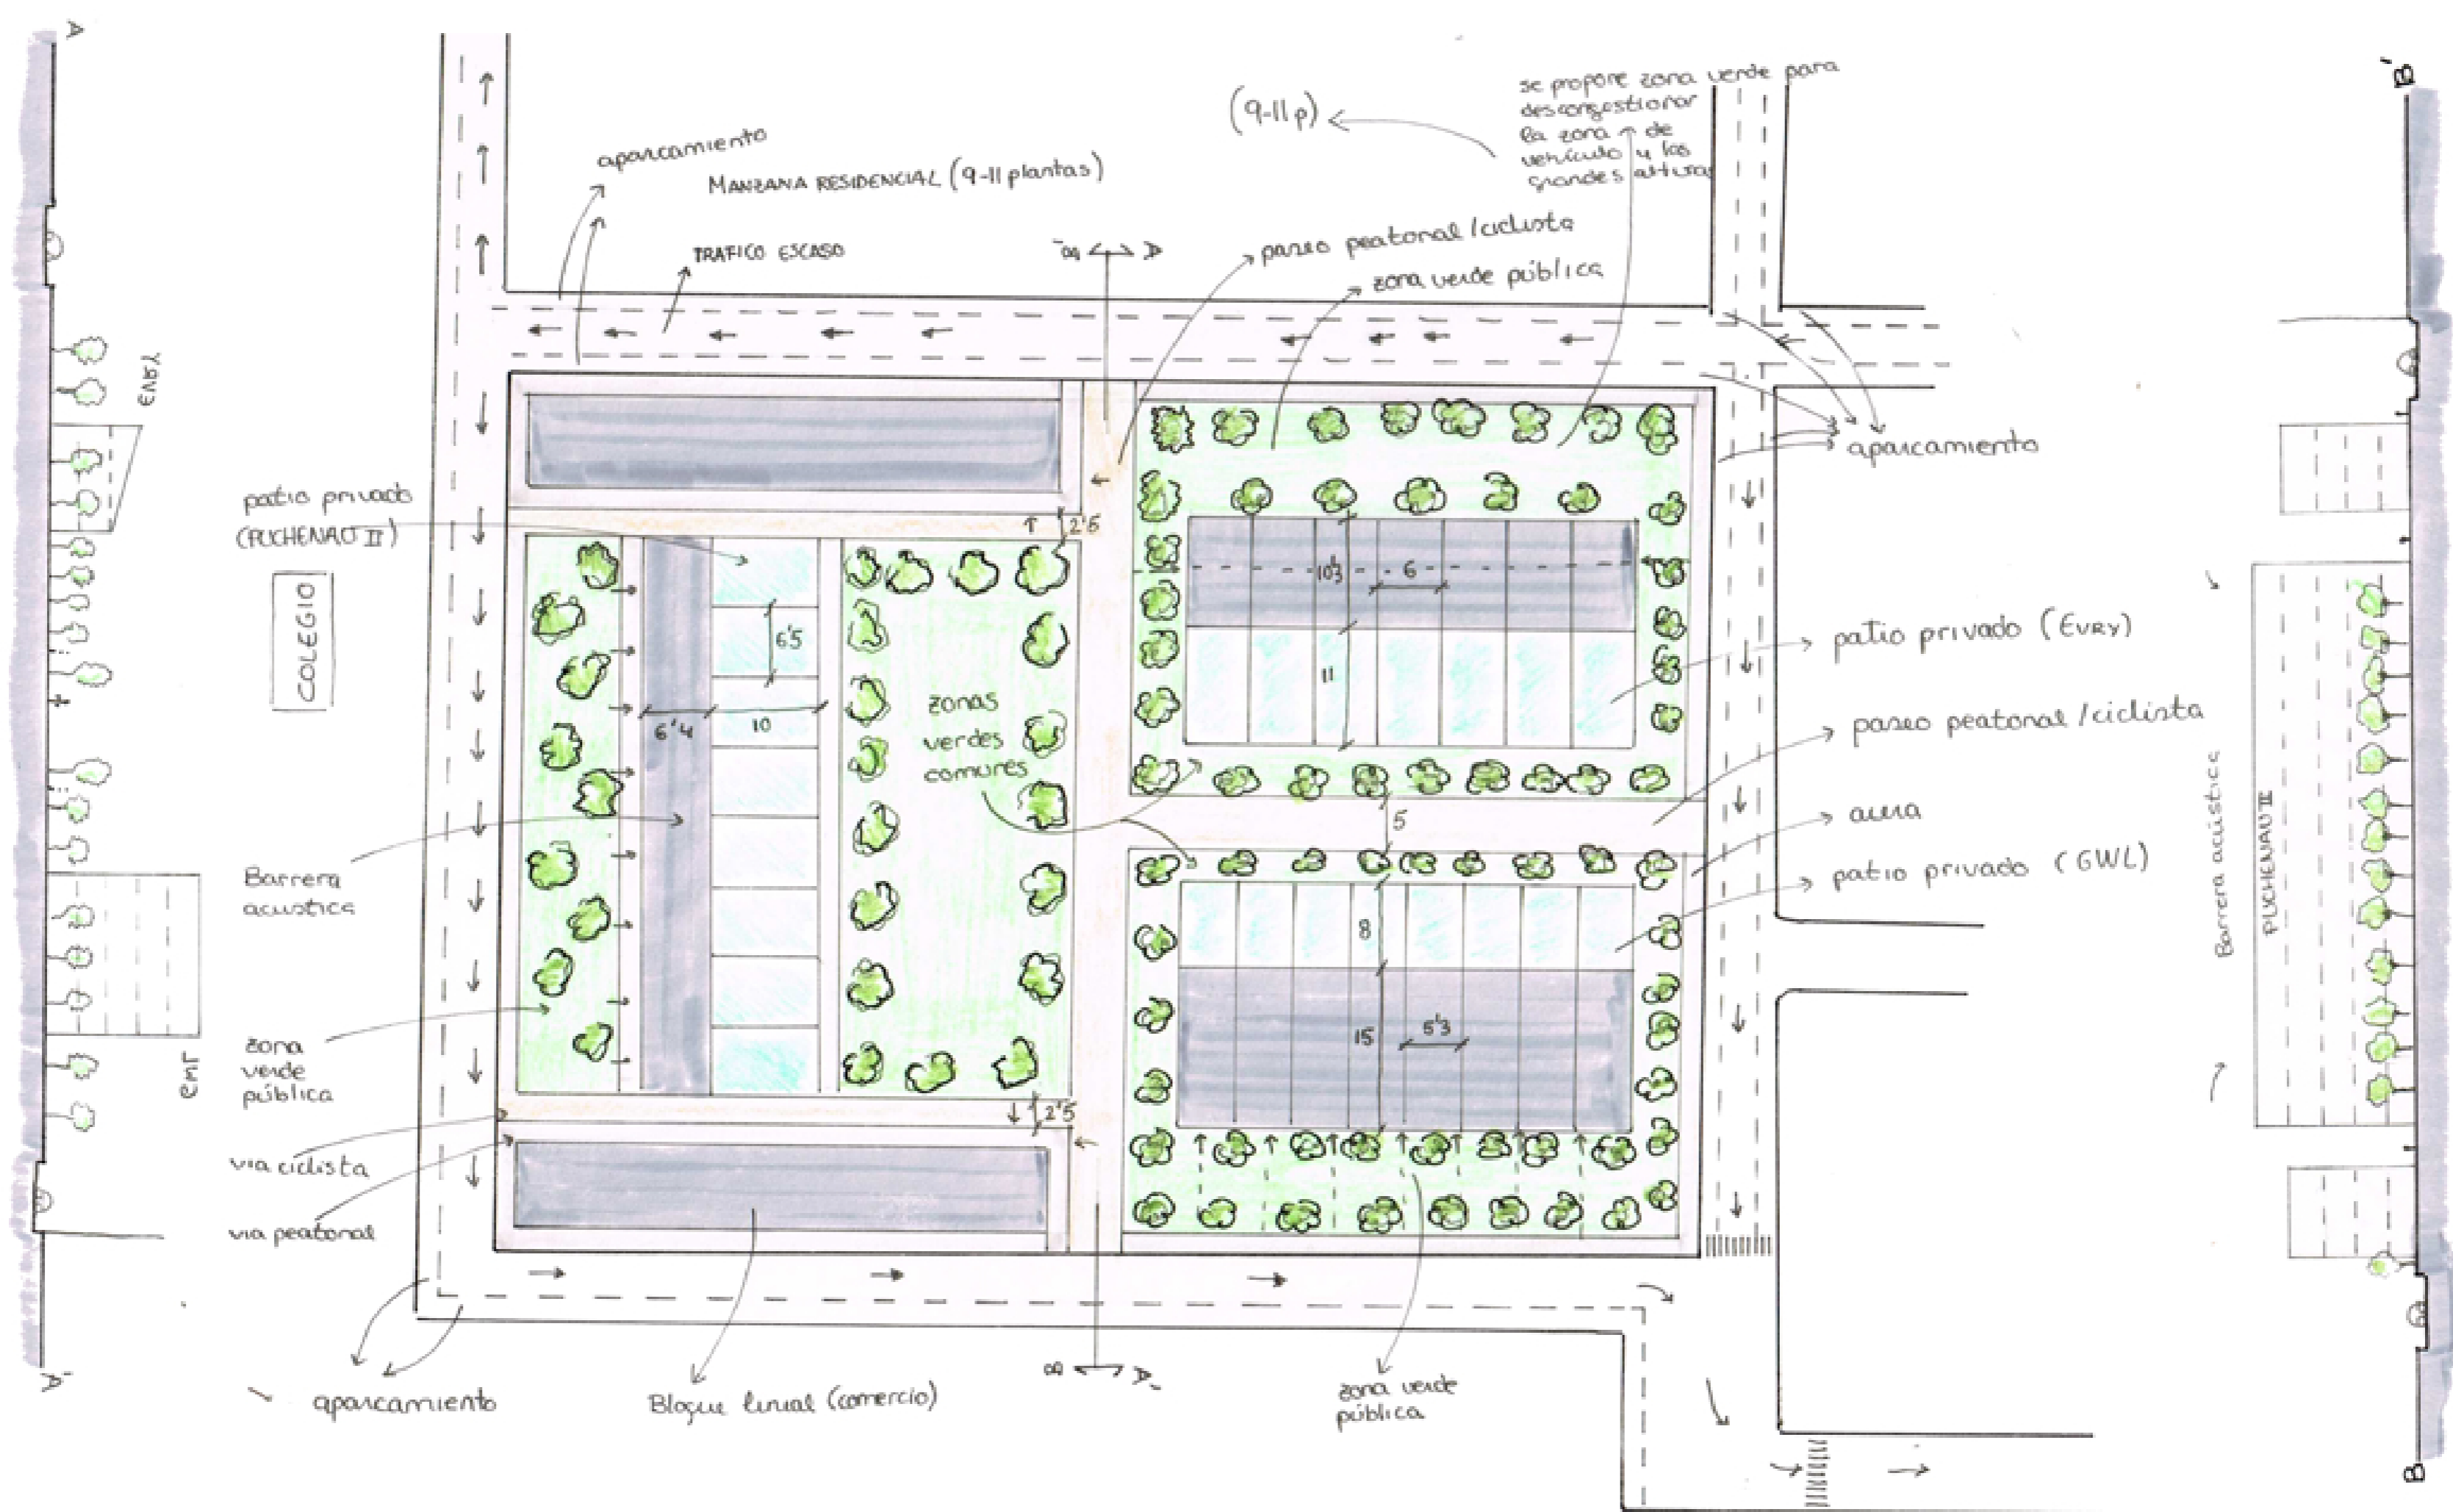 A
A'
EVRY
GWL
aparcamiento
MANZANA RESIDENCIAL (9-11 plantas)
TRAFICO ESCASO
(9-11 p)
se propone zona verde para
descongestionar
la zona de
vehículo y las
grandes alturas
B' A
paseo peatonal / ciclista
zona verde pública
patio privado
(PUCHENAU II)
COLEGIO
2'5
6'5
6'4
10
zonas
verdes
comunes
10'3
6
11
5
8
15
5'3
2'5
aparcamiento
patio privado (EVRY)
paseo peatonal / ciclista
acera
patio privado (GWL)
Barrera
acustica
zona
verde
pública
via ciclista
via peatonal
aparcamiento
Bloque lineal (comercio)
B A'
zona verde
pública
B'
Barrera acústica
PUCHENAU II
B